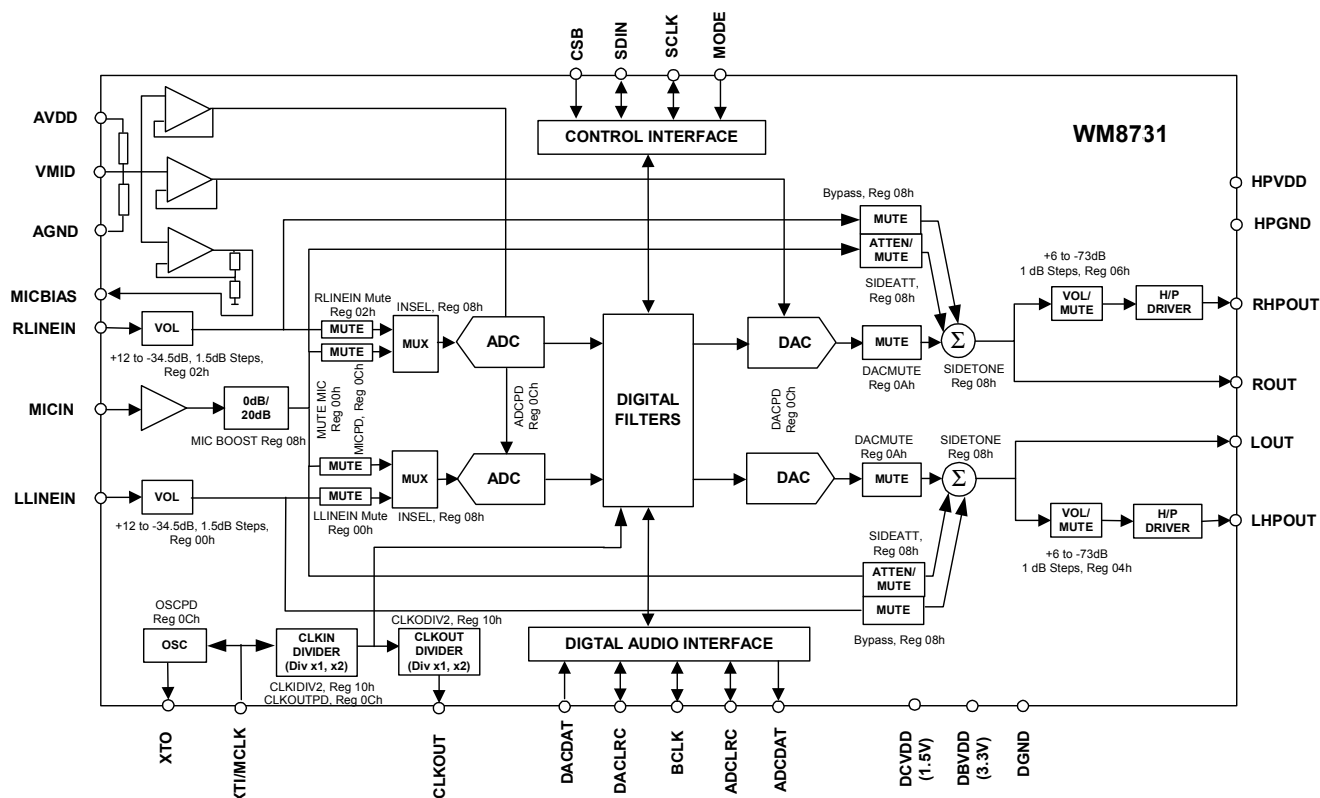 CSB
SDIN
SCLK
MODE
WM8731
AVDD
VMID
AGND
MICBIAS
RLINEIN
MICIN
LLINEIN
CONTROL INTERFACE
Bypass, Reg 08h
MUTE
ATTEN/
MUTE
SIDEATT,
Reg 08h
HPVDD
HPGND
+6 to -73dB
1 dB Steps, Reg 06h
VOL/
MUTE
H/P
DRIVER
RHPOUT
ROUT
LOUT
LHPOUT
VOL
+12 to -34.5dB, 1.5dB Steps,
Reg 02h
RLINEIN Mute
Reg 02h
INSEL, Reg 08h
MUTE
MUTE
MUX
ADC
0dB/
20dB
MIC BOOST Reg 08h
MUTE MIC
Reg 00h
MICPD, Reg 0Ch
ADCPD
Reg 0Ch
DIGITAL
FILTERS
DAC
DACPD
Reg 0Ch
MUTE
DACMUTE
Reg 0Ah
Σ
SIDETONE
Reg 08h
VOL
+12 to -34.5dB, 1.5dB Steps,
Reg 00h
MUTE
MUTE
LLINEIN Mute
Reg 00h
MUX
INSEL, Reg 08h
ADC
DAC
DACMUTE
Reg 0Ah
MUTE
SIDETONE
Reg 08h
Σ
VOL/
MUTE
H/P
DRIVER
+6 to -73dB
1 dB Steps, Reg 04h
SIDEATT,
Reg 08h
ATTEN/
MUTE
MUTE
Bypass, Reg 08h
OSCPD
Reg 0Ch
OSC
CLKIN
DIVIDER
(Div x1, x2)
CLKIDIV2, Reg 10h
CLKOUTPD, Reg 0Ch
CLKODIV2, Reg 10h
CLKOUT
DIVIDER
(Div x1, x2)
DIGTAL AUDIO INTERFACE
XTO
XTI/MCLK
CLKOUT
DACDAT
DACLRC
BCLK
ADCLRC
ADCDAT
DCVDD
(1.5V)
DBVDD
(3.3V)
DGND